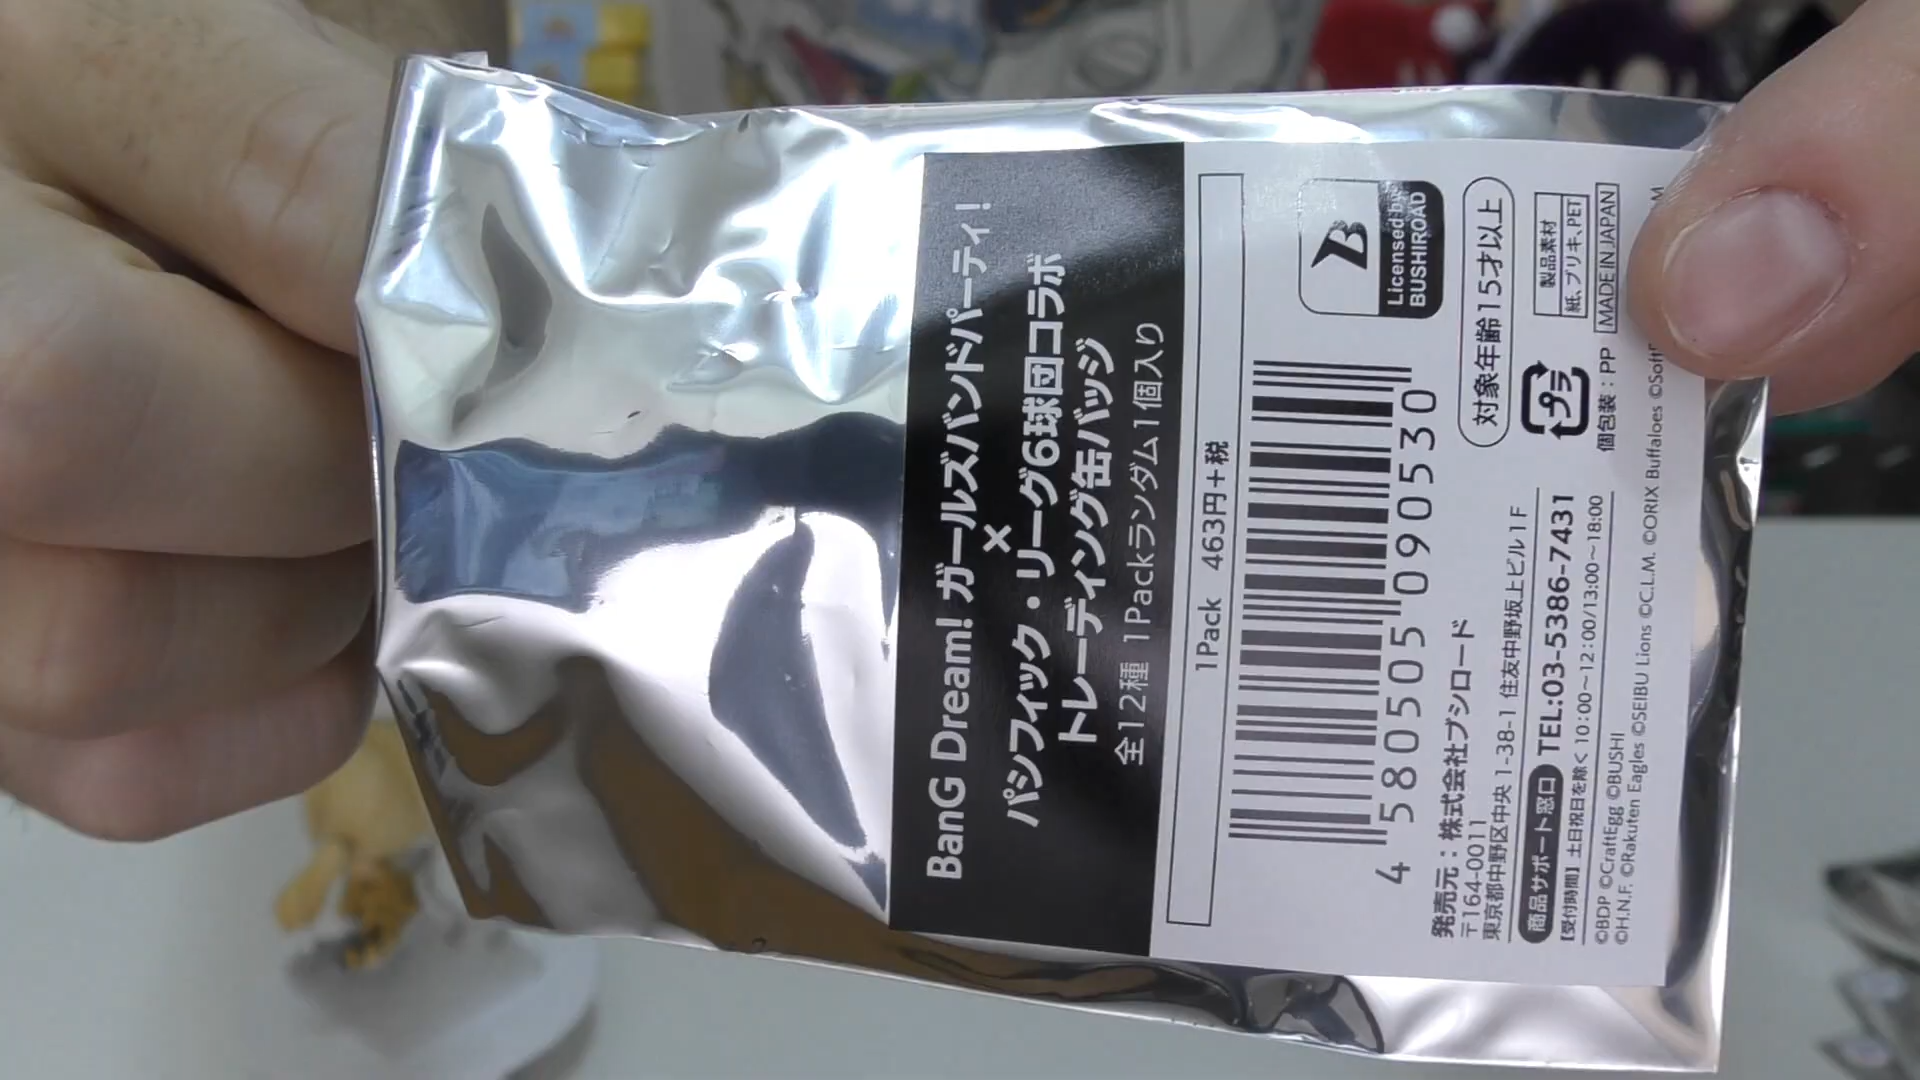 BanG Dream! ガールズバンドパーティ!
×
パシフィック・リーグ6球団コラボ
トレーディング缶バッジ
全12種 1Packランダム1個入り
1Pack 463円+税
4 580505 090530
B
Licensed by
BUSHIROAD
対象年齢15才以上
製品素材
紙、ブリキ、PET
MADE IN JAPAN
プラ
個包装：PP
発売元：株式会社ブシロード
〒164-0011
東京都中野区中央1-38-1 住友中野坂上ビル1F
商品サポート窓口 TEL:03-5386-7431
【受付時間】土日祝日を除く 10:00〜12:00/13:00〜18:00
©BDP ©CraftEgg ©BUSHI
©H.N.F. ©Rakuten Eagles ©SEIBU Lions ©C.L.M. ©ORIX Buffaloes